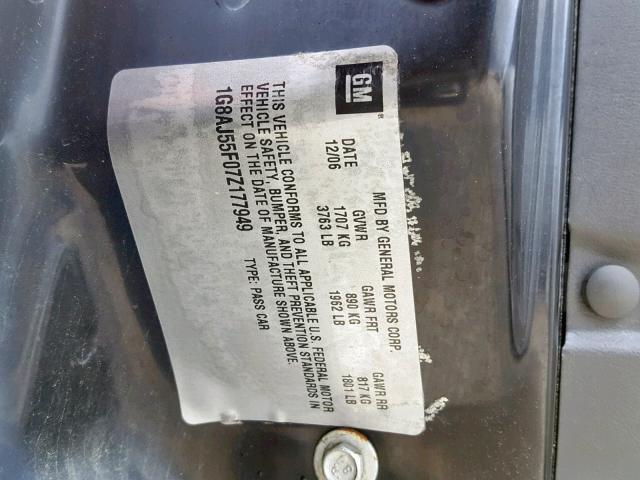 GM
MFD BY GENERAL MOTORS CORP.
DATE GVWR GAWR FRT GAWR RR
12/06 1707 KG 890 KG 817 KG
3763 LB 1962 LB 1801 LB
THIS VEHICLE CONFORMS TO ALL APPLICABLE U.S. FEDERAL MOTOR
VEHICLE SAFETY, BUMPER, AND THEFT PREVENTION STANDARDS IN
EFFECT ON THE DATE OF MANUFACTURE SHOWN ABOVE.
1G8AJ55F07Z177949 TYPE: PASS CAR